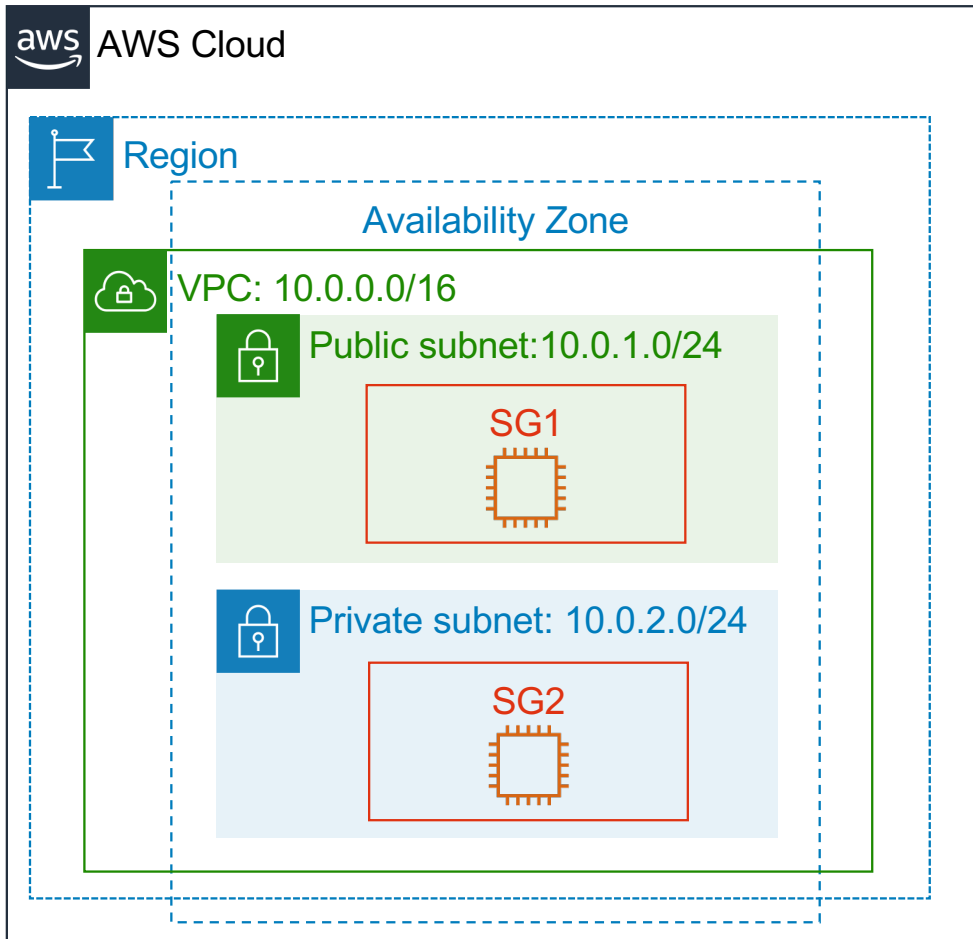 aws
AWS Cloud
Region
Availability Zone
VPC: 10.0.0.0/16
Public subnet:10.0.1.0/24
SG1
Private subnet: 10.0.2.0/24
SG2